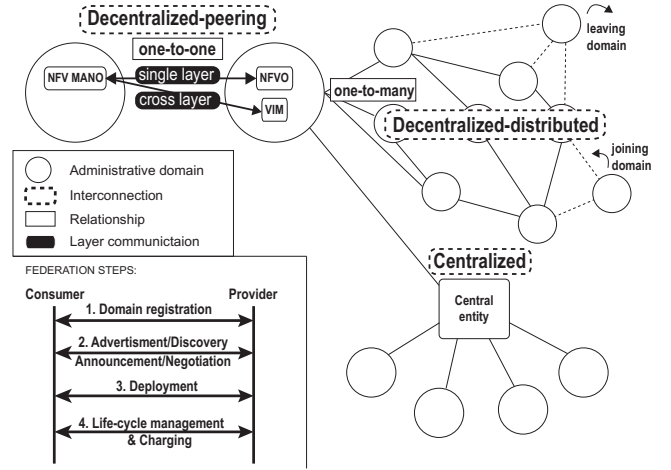 Decentralized-peering
one-to-one
NFV MANO
single layer
cross layer
NFVO
VIM
one-to-many
Decentralized-distributed
leaving
domain
joining
domain
Administrative domain
Interconnection
Relationship
Layer communictaion
Centralized
Central
entity
FEDERATION STEPS:
Consumer
Provider
1. Domain registration
2. Advertisment/Discovery
Announcement/Negotiation
3. Deployment
4. Life-cycle management
& Charging